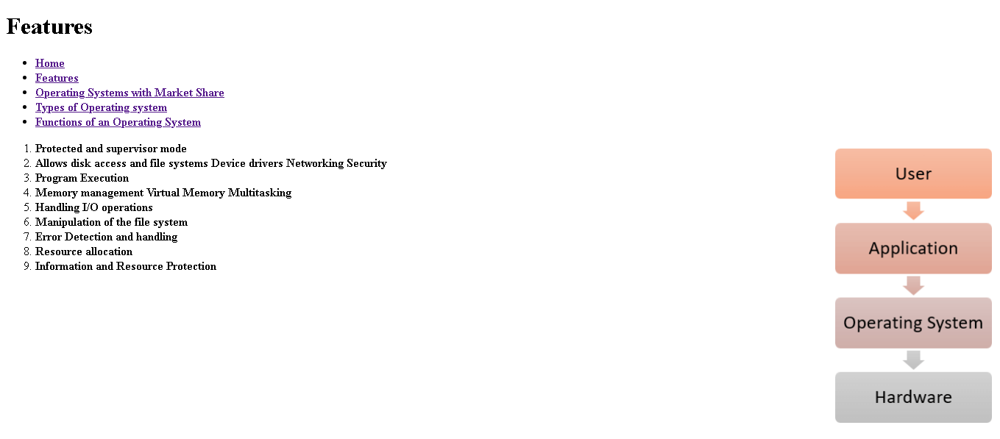 Features
Home
Features
Operating Systems with Market Share
Types of Operating system
Functions of an Operating System
1. Protected and supervisor mode
2. Allows disk access and file systems Device drivers Networking Security
3. Program Execution
4. Memory management Virtual Memory Multitasking
5. Handling I/O operations
6. Manipulation of the file system
7. Error Detection and handling
8. Resource allocation
9. Information and Resource Protection
User
Application
Operating System
Hardware